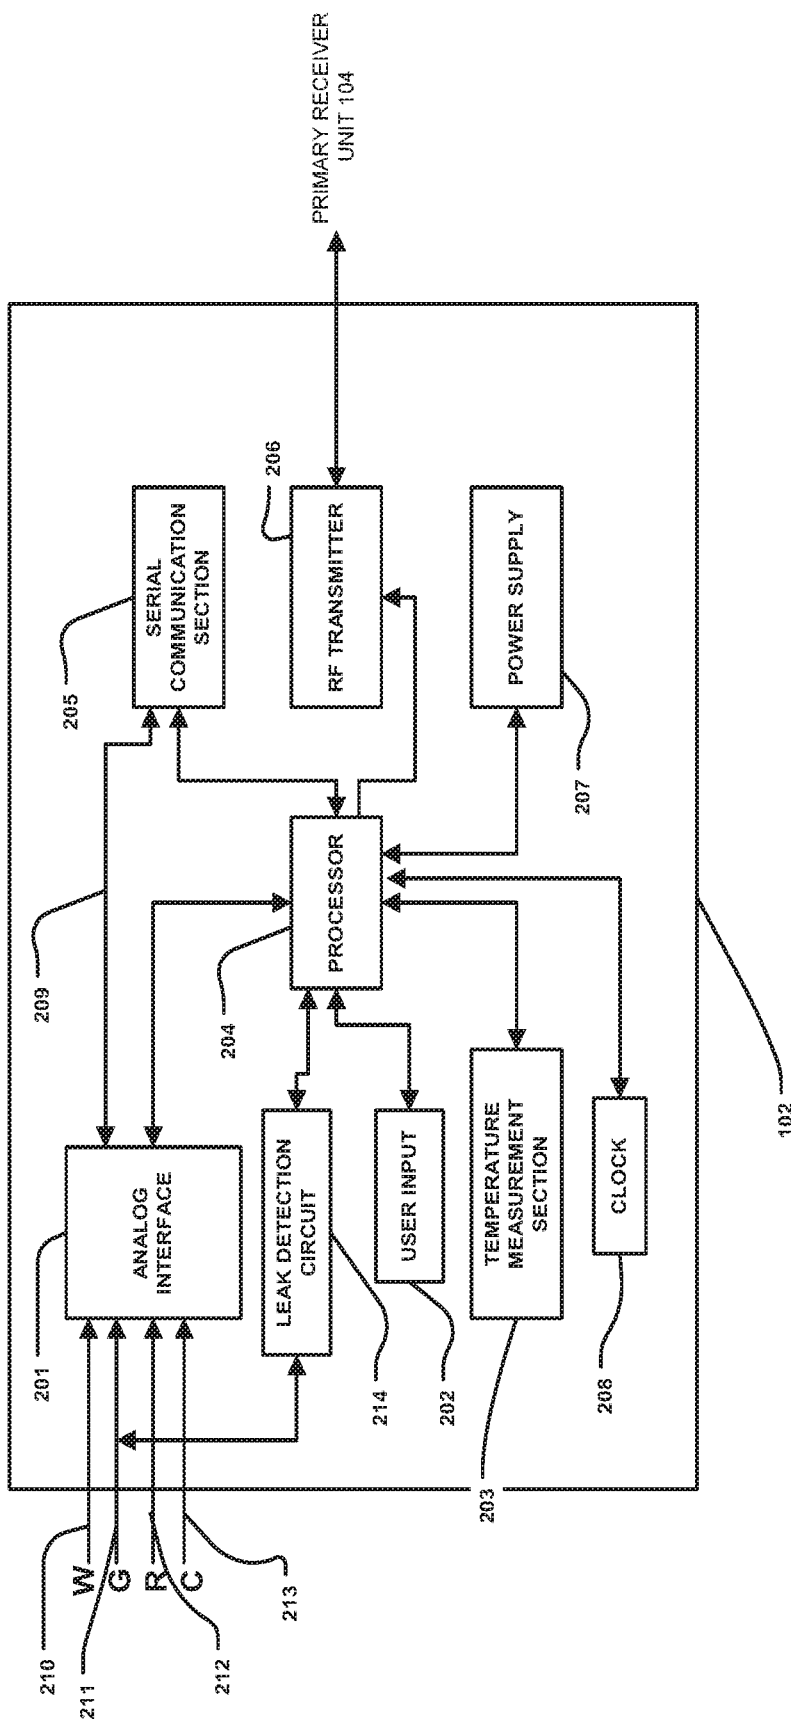 210
W
211
G
R
212
C
213
201
ANALOG
INTERFACE
209
205
SERIAL
COMMUNICATION
SECTION
LEAK DETECTION
CIRCUIT
214
204
PROCESSOR
206
RF TRANSMITTER
PRIMARY RECEIVER
UNIT 104
USER INPUT
202
TEMPERATURE
MEASUREMENT
SECTION
203
POWER SUPPLY
207
CLOCK
208
102